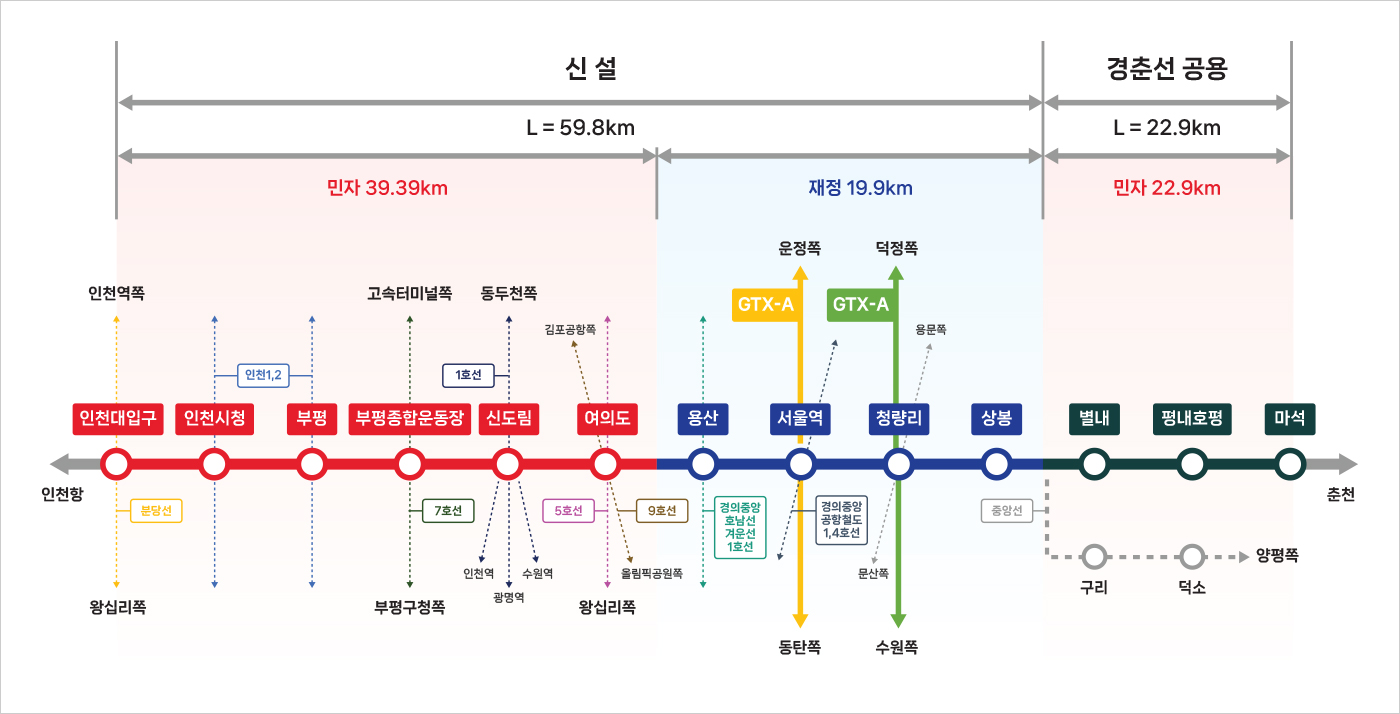 신 설
경춘선 공용
L = 59.8km
L = 22.9km
민자 39.39km
재정 19.9km
민자 22.9km
운정쪽
덕정쪽
인천역쪽
고속터미널쪽
동두천쪽
GTX-A
GTX-A
김포공항쪽
용문쪽
인천1,2
1호선
인천대입구
인천시청
부평
부평종합운동장
신도림
여의도
용산
서울역
청량리
상봉
별내
평내호평
마석
인천항
춘천
분당선
7호선
5호선
9호선
경의중앙
호남선
겨운선
1호선
경의중앙
공항철도
1,4호선
중앙선
양평쪽
인천역
수원역
올림픽공원쪽
문산쪽
구리
덕소
광명역
왕십리쪽
부평구청쪽
왕십리쪽
동탄쪽
수원쪽